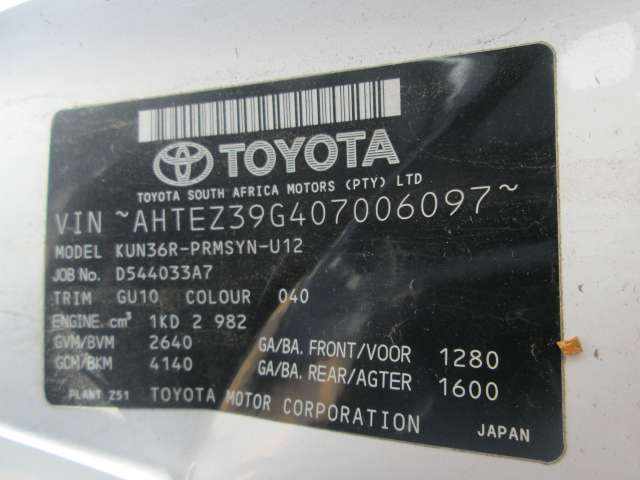 TOYOTA
TOYOTA SOUTH AFRICA MOTORS (PTY) LTD
VIN ~AHTEZ39G407006097~
MODEL KUN36R-PRMSYN-U12
JOB No. D544033A7
TRIM GU10 COLOUR 040
ENGINE. cm³ 1KD 2 982
GVM/BVM 2640 GA/BA. FRONT/VOOR 1280
GCM/BKM 4140 GA/BA. REAR/AGTER 1600
PLANT Z51 TOYOTA MOTOR CORPORATION JAPAN